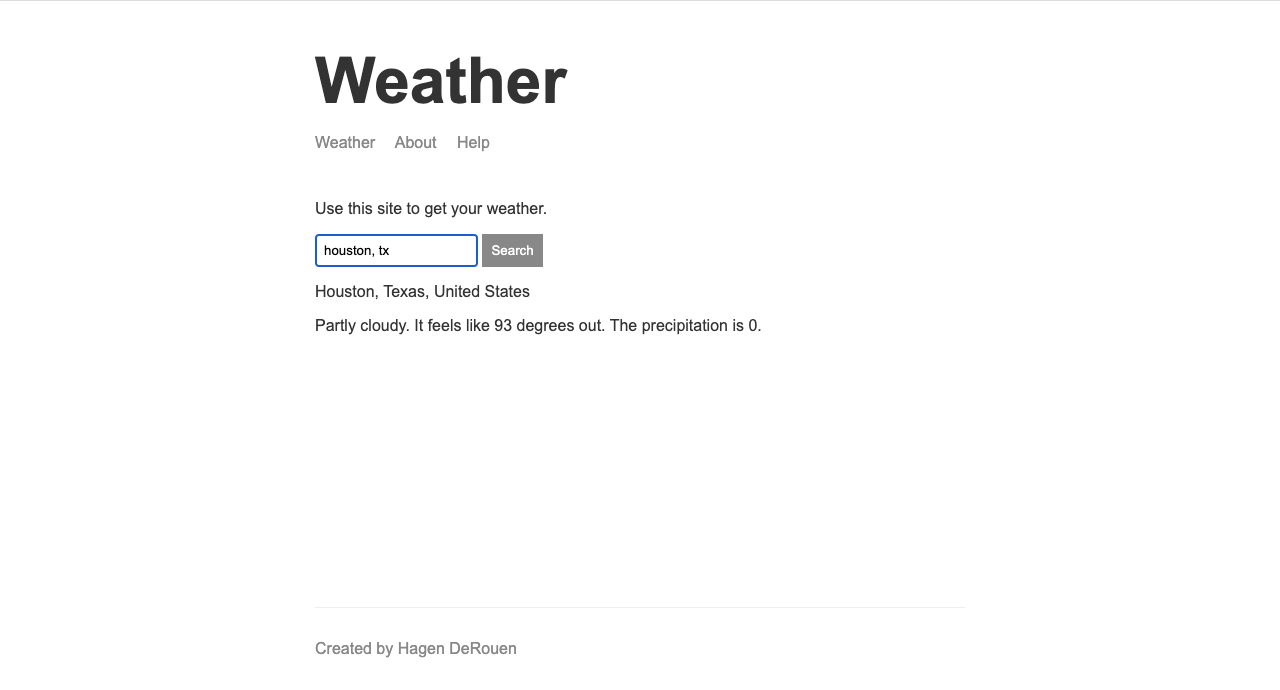 Weather
Weather About Help
Use this site to get your weather.
houston, tx Search
Houston, Texas, United States
Partly cloudy. It feels like 93 degrees out. The precipitation is 0.
Created by Hagen DeRouen